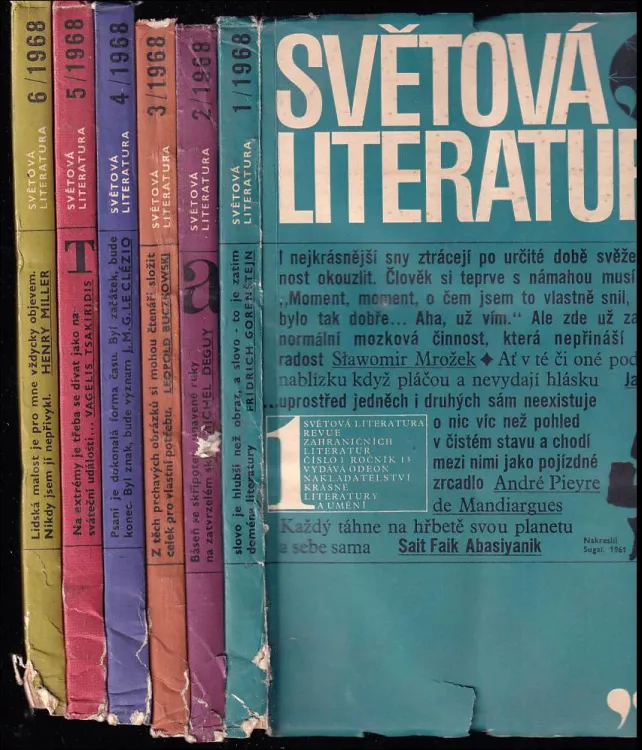 6/1968
SVĚTOVÁ
LITERATURA
Lidská malost je pro mne vždycky objevem.
Nikdy jsem jí nepřivykl. HENRY MILLER
5/1968
SVĚTOVÁ
LITERATURA
T
Na extrémy je třeba se dívat jako na
sváteční události... VAGELIS TSAKIRIDIS
4/1968
SVĚTOVÁ
LITERATURA
Psaní je dokonalá forma času. Byl začátek, bude
konec. Byl znak, bude význam J. M. G. LE CLÉZIO
3/1968
SVĚTOVÁ
LITERATURA
Z těch prchavých obrázků si mohou čtenáři složit
celek pro vlastní potřebu. LEOPOLD BUCZKOWSKI
2/1968
SVĚTOVÁ
LITERATURA
a
Báseň se skřípotem unavené ruky
na zatvrzelém MICHEL DEGUY
1/1968
SVĚTOVÁ
LITERATURA
slovo je hlubší než obraz, a slovo - to je zatím
doména literatury FRIDRICH GORENŠTEJN
SVĚTOVÁ
LITERATUR
I nejkrásnější sny ztrácejí po určité době svěže
nost okouzlit. Člověk si teprve s námahou musí
„Moment, moment, o čem jsem to vlastně snil,
bylo tak dobře... Aha, už vím.“ Ale zde už za
normální mozková činnost, která nepřináší
radost Sławomir Mrożek ◆ Ať v té či oné poc
nablízku když pláčou a nevydají hlásku Ja
...uprostřed jedněch i druhých sám neexistuje
o nic víc než pohled
v čistém stavu a chodí
mezi nimi jako pojízdné
zrcadlo André Pieyre
de Mandiargues
1
SVĚTOVÁ LITERATURA
REVUE
ZAHRANIČNÍCH
LITERATUR
ČÍSLO 1 ROČNÍK 13
VYDÁVÁ ODEON
NAKLADATELSTVÍ
KRÁSNÉ
LITERATURY
A UMĚNÍ
Každý táhne na hřbetě svou planetu
a sebe sama Sait Faik Abasiyanik
Nakreslil
Sugai, 1961